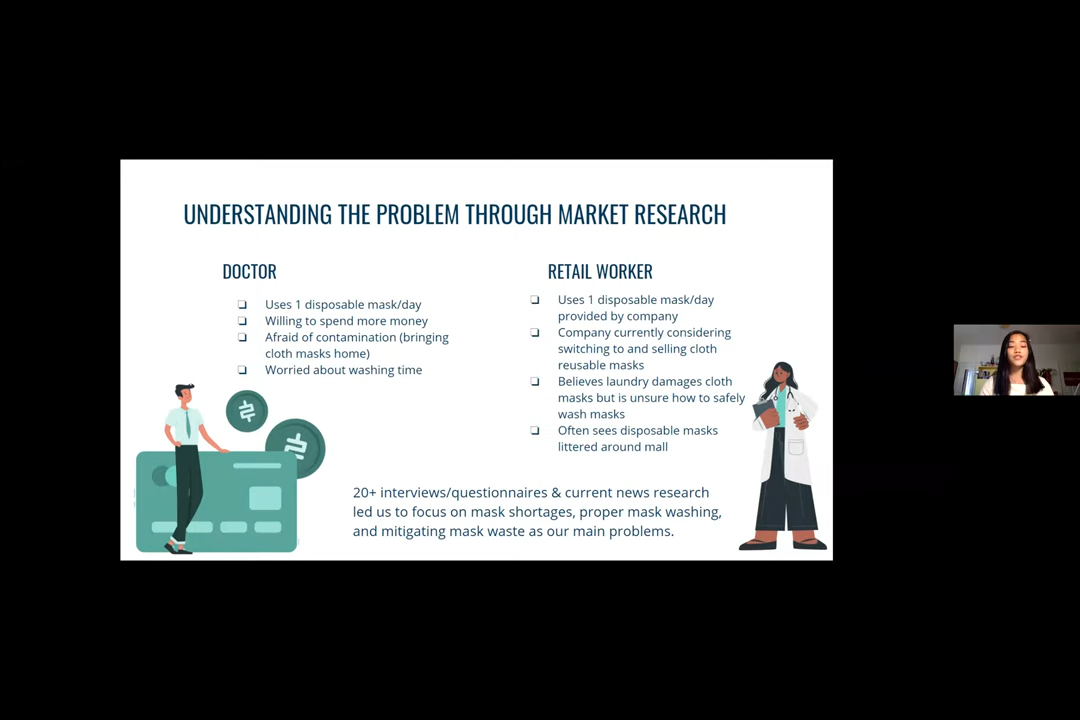 UNDERSTANDING THE PROBLEM THROUGH MARKET RESEARCH
DOCTOR
❏ Uses 1 disposable mask/day
❏ Willing to spend more money
❏ Afraid of contamination (bringing
cloth masks home)
❏ Worried about washing time
RETAIL WORKER
❏ Uses 1 disposable mask/day
provided by company
❏ Company currently considering
switching to and selling cloth
reusable masks
❏ Believes laundry damages cloth
masks but is unsure how to safely
wash masks
❏ Often sees disposable masks
littered around mall
20+ interviews/questionnaires & current news research
led us to focus on mask shortages, proper mask washing,
and mitigating mask waste as our main problems.